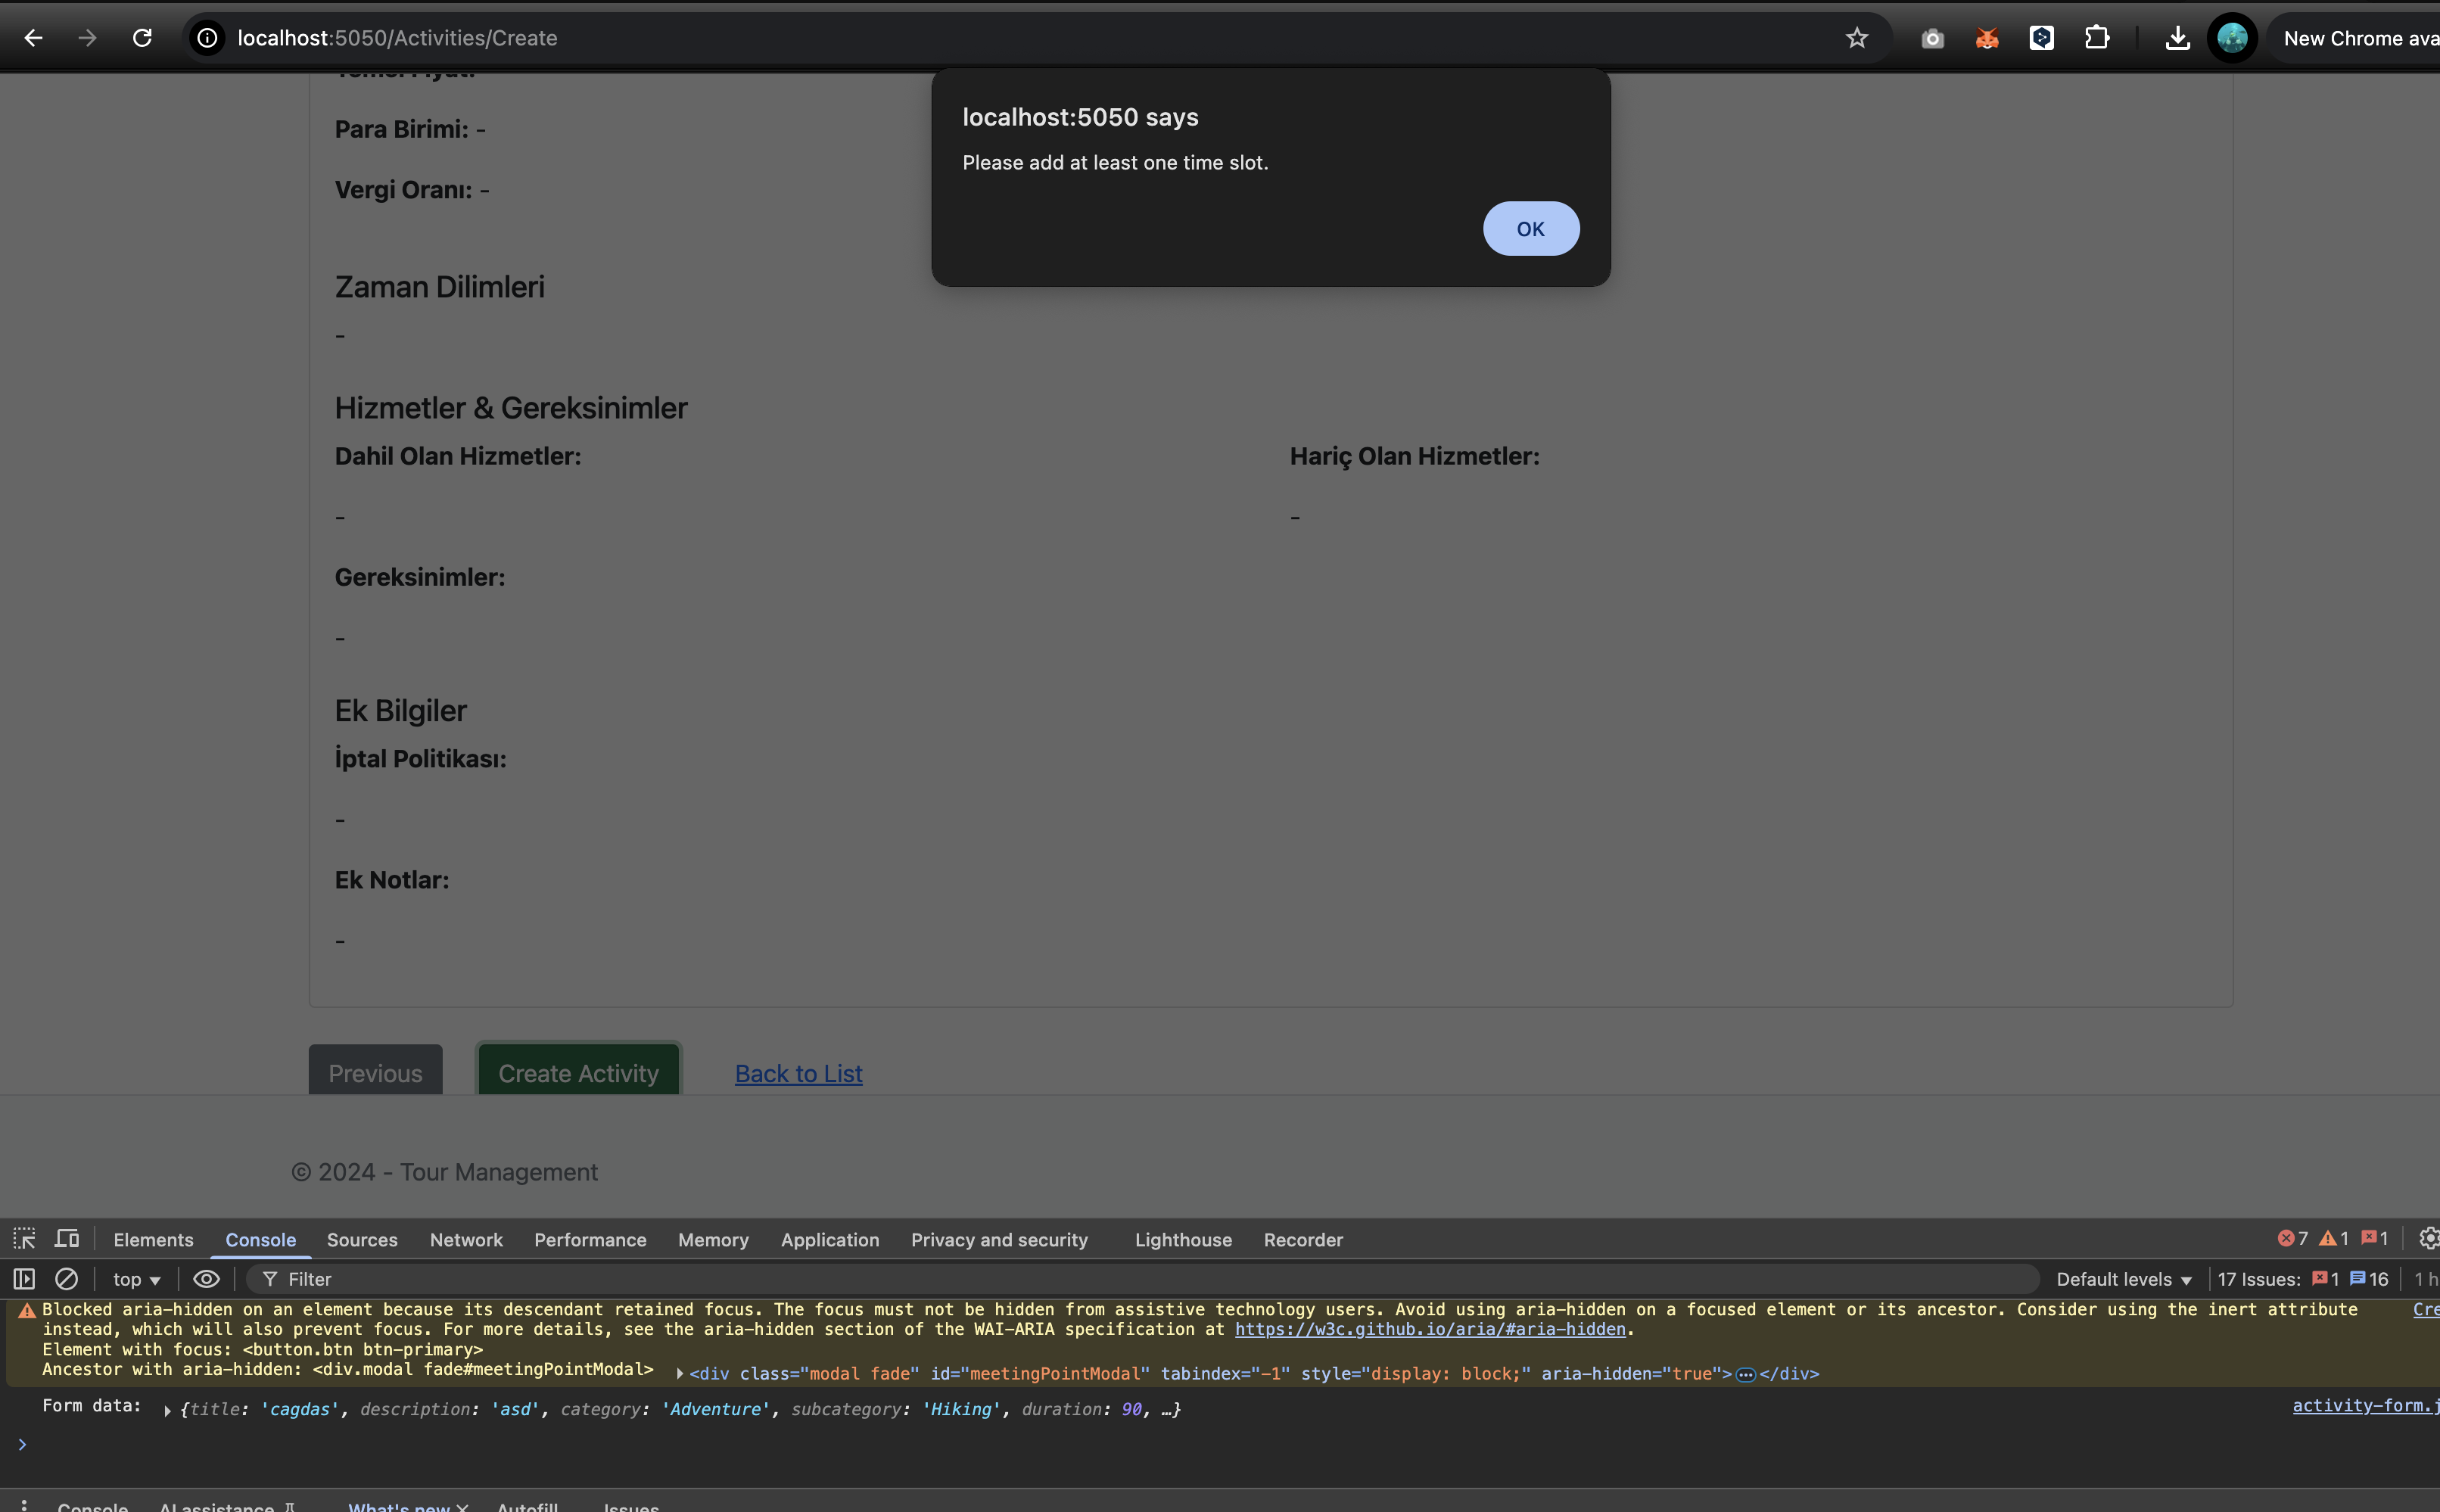 localhost:5050/Activities/Create
New Chrome ava
Temel Fiyat:
localhost:5050 says
Please add at least one time slot.
OK
Para Birimi: -
Vergi Oranı: -
Zaman Dilimleri
-
Hizmetler & Gereksinimler
Dahil Olan Hizmetler:
Hariç Olan Hizmetler:
-
-
Gereksinimler:
-
Ek Bilgiler
İptal Politikası:
-
Ek Notlar:
-
Previous
Create Activity
Back to List
© 2024 - Tour Management
Elements
Console
Sources
Network
Performance
Memory
Application
Privacy and security
Lighthouse
Recorder
7
1
1
top
Filter
Default levels
17 Issues:
1
16
1 h
Blocked aria-hidden on an element because its descendant retained focus. The focus must not be hidden from assistive technology users. Avoid using aria-hidden on a focused element or its ancestor. Consider using the inert attribute
Cre
instead, which will also prevent focus. For more details, see the aria-hidden section of the WAI-ARIA specification at https://w3c.github.io/aria/#aria-hidden.
Element with focus: <button.btn btn-primary>
Ancestor with aria-hidden: <div.modal fade#meetingPointModal> <div class="modal fade" id="meetingPointModal" tabindex="-1" style="display: block;" aria-hidden="true">…</div>
Form data: {title: 'cagdas', description: 'asd', category: 'Adventure', subcategory: 'Hiking', duration: 90, …}
activity-form.j
Console
AI assistance
What's new
Autofill
Issues